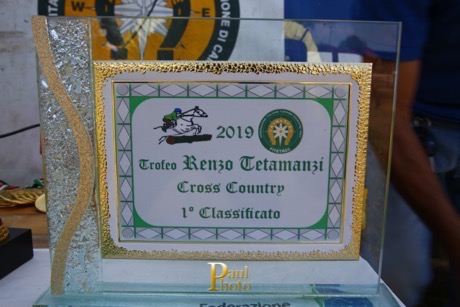 2019
Trofeo Renzo Tetamanzi
Cross Country
1° Classificato
Paul
Photo
Federazione